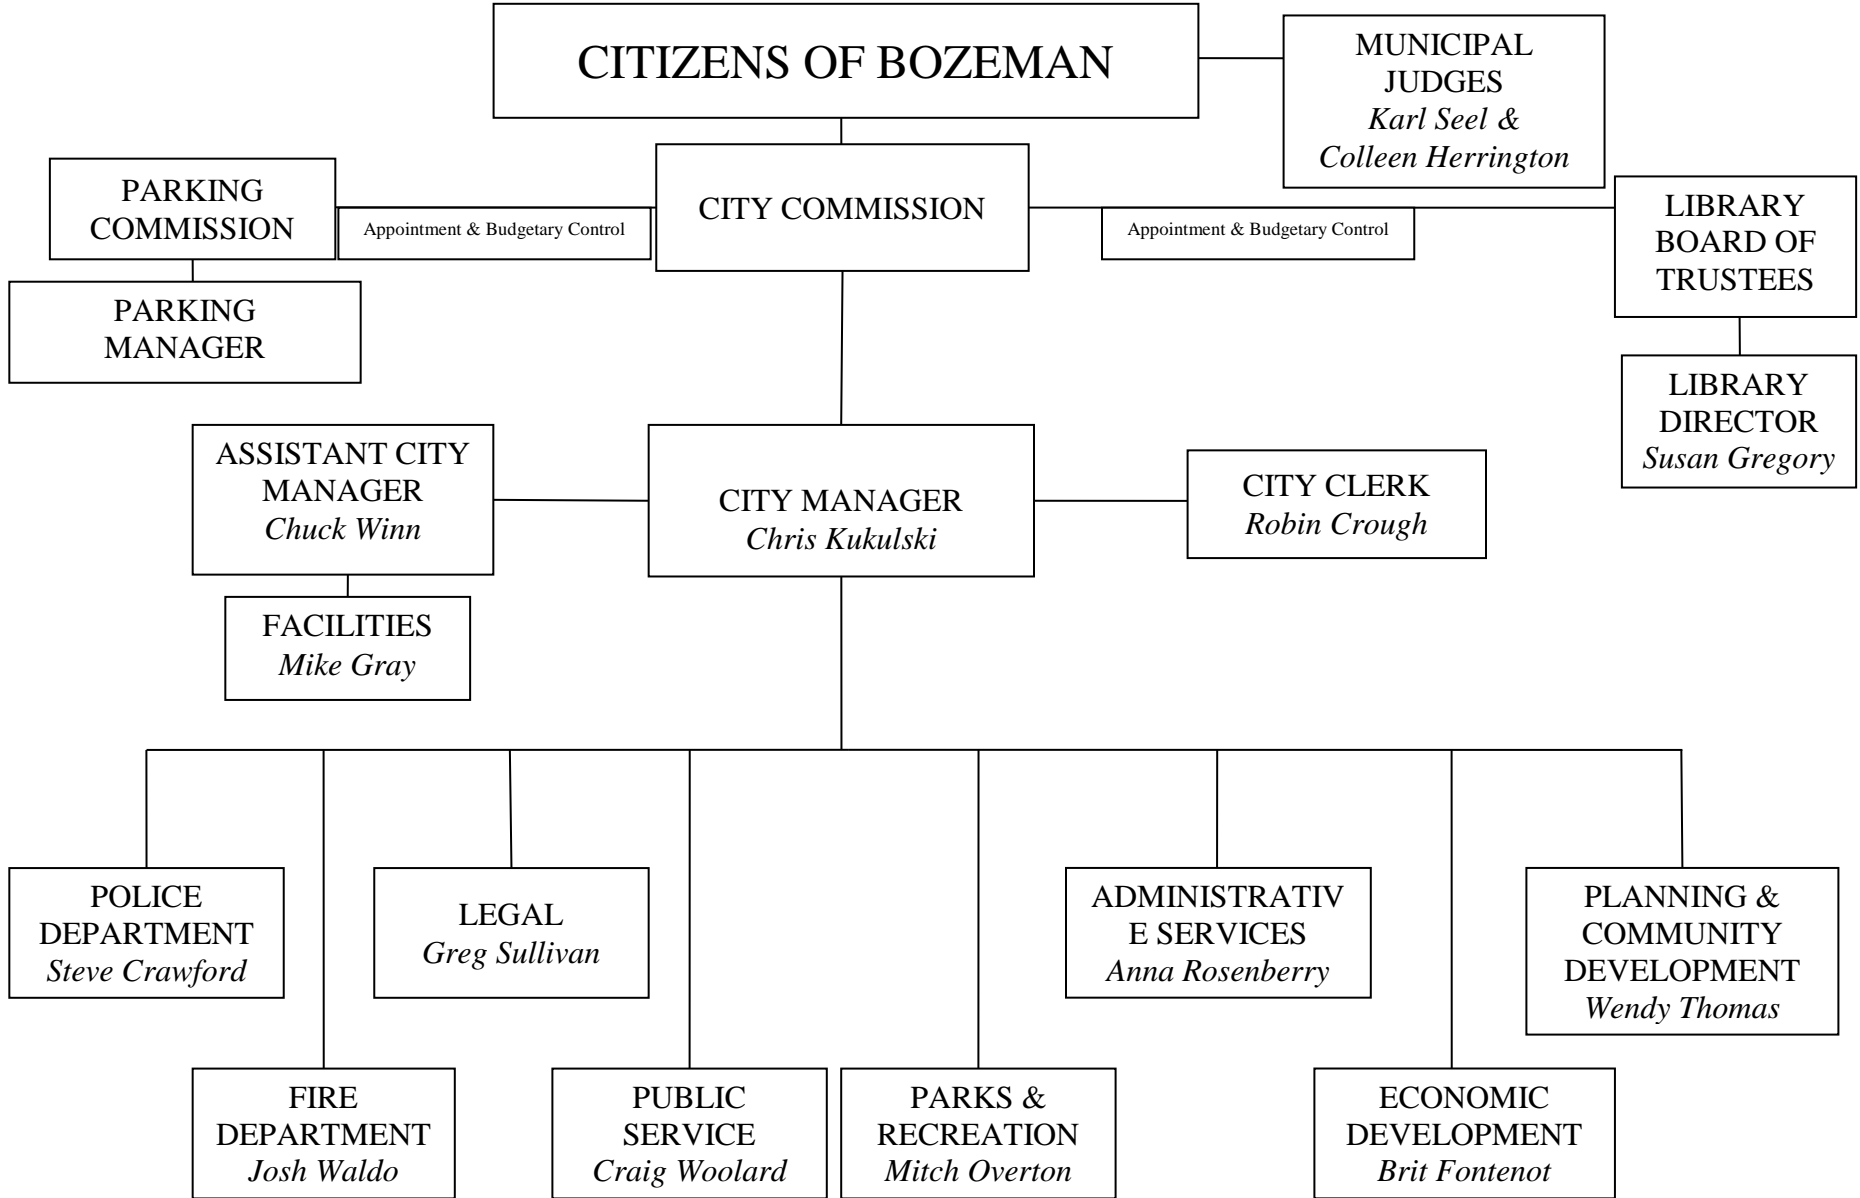 CITIZENS OF BOZEMAN
MUNICIPAL
JUDGES
Karl Seel &
Colleen Herrington
PARKING
COMMISSION
Appointment & Budgetary Control
CITY COMMISSION
Appointment & Budgetary Control
LIBRARY
BOARD OF
TRUSTEES
PARKING
MANAGER
LIBRARY
DIRECTOR
Susan Gregory
ASSISTANT CITY
MANAGER
Chuck Winn
CITY MANAGER
Chris Kukulski
CITY CLERK
Robin Crough
FACILITIES
Mike Gray
POLICE
DEPARTMENT
Steve Crawford
LEGAL
Greg Sullivan
ADMINISTRATIV
E SERVICES
Anna Rosenberry
PLANNING &
COMMUNITY
DEVELOPMENT
Wendy Thomas
FIRE
DEPARTMENT
Josh Waldo
PUBLIC
SERVICE
Craig Woolard
PARKS &
RECREATION
Mitch Overton
ECONOMIC
DEVELOPMENT
Brit Fontenot